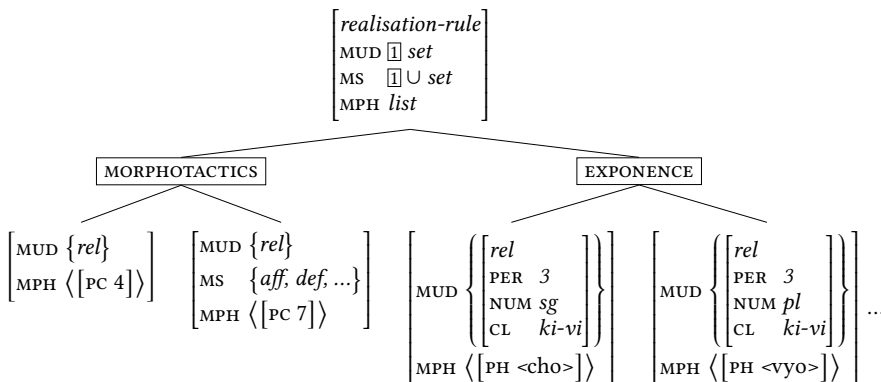 realisation-rule
MUD 1 set
MS 1 ∪ set
MPH list
MORPHOTACTICS
EXPONENCE
MUD {rel}
MPH ⟨[PC 4]⟩
MUD {rel}
MS {aff, def, ...}
MPH ⟨[PC 7]⟩
MUD {[rel
PER 3
NUM sg
CL ki-vi]}
MPH ⟨[PH <cho>]⟩
MUD {[rel
PER 3
NUM pl
CL ki-vi]}
MPH ⟨[PH <vyo>]⟩
...